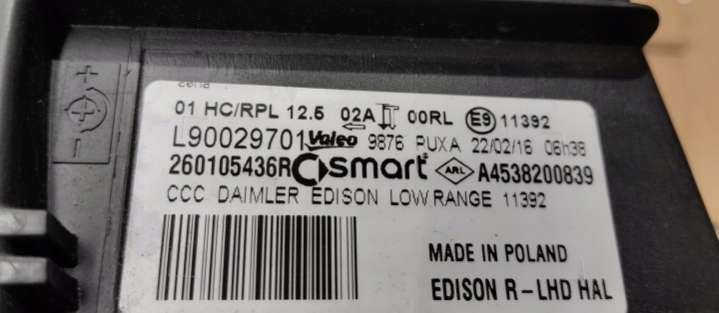 01 HC/RPL 12.5 02A 00RL E9 11392
L90029701 Valeo 9876 PUXA 22/02/16 06h38
260105436R smart ARL A4538200839
CCC DAIMLER EDISON LOW RANGE 11392
MADE IN POLAND
EDISON R-LHD HAL